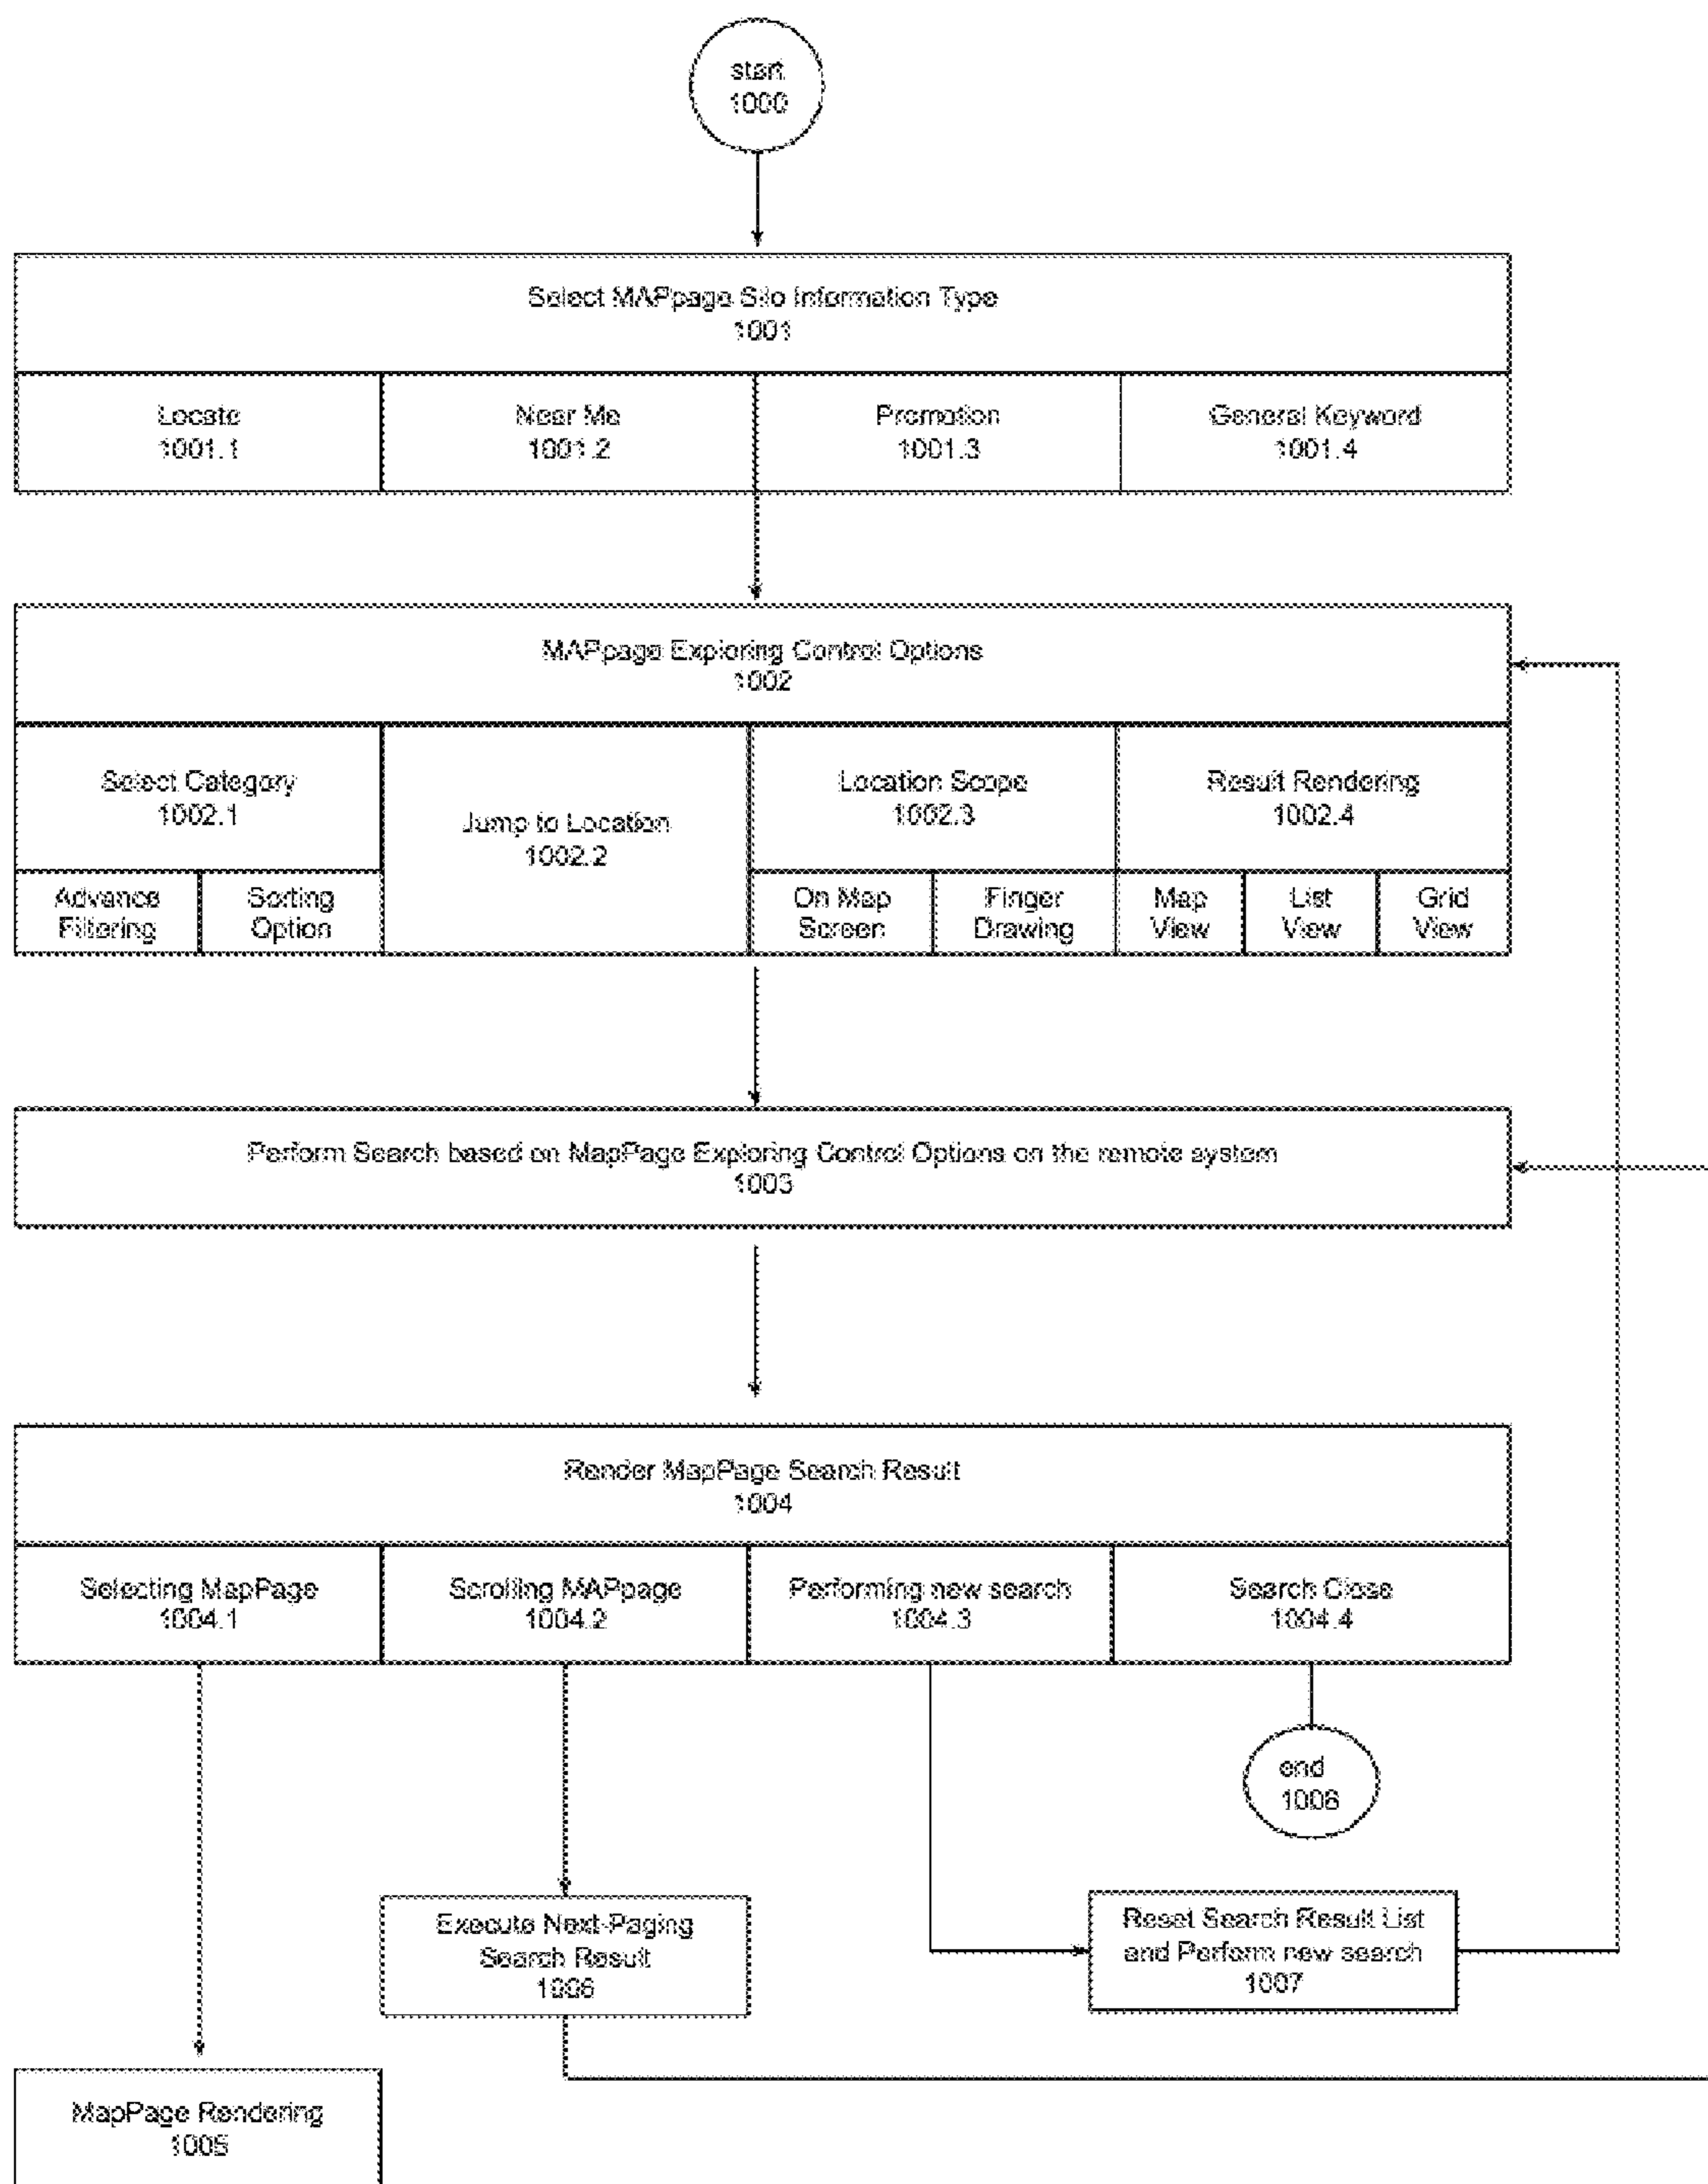 start
1000
Select MAPpage Silo Information Type
1001
Locate
1001.1
Near Me
1001.2
Promotion
1001.3
General Keyword
1001.4
MAPpage Exploring Control Options
1002
Select Category
1002.1
Advance
Filtering
Sorting
Option
Jump to Location
1002.2
Location Scope
1002.3
On Map
Screen
Finger
Drawing
Result Rendering
1002.4
Map
View
List
View
Grid
View
Perform Search based on MapPage Exploring Control Options on the remote system
1003
Render MapPage Search Result
1004
Selecting MapPage
1004.1
Scrolling MAPpage
1004.2
Performing new search
1004.3
Search Close
1004.4
end
Execute Next-Paging
Search Result
Reset Search Result List
and Perform new search
1007
MapPage Rendering
1005